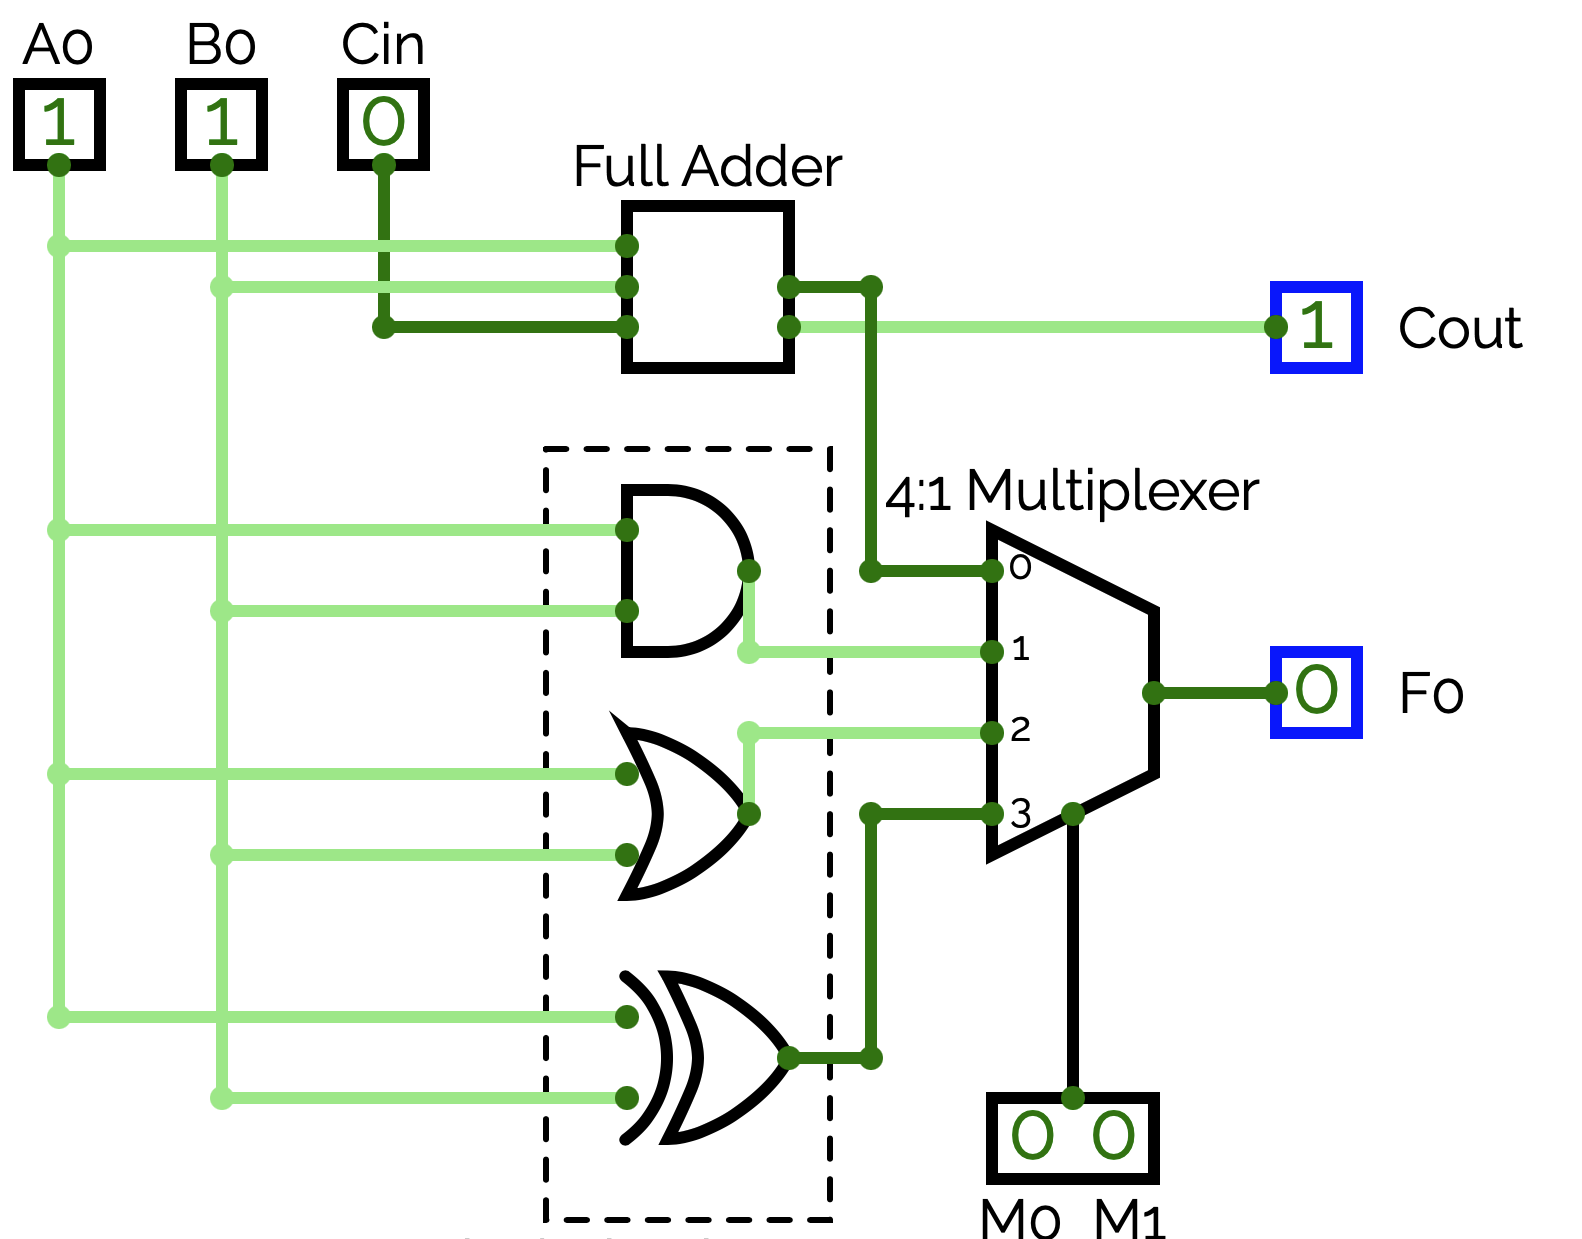 A0 B0 Cin
1 1 0
Full Adder
1 Cout
4:1 Multiplexer
0
1
2
3
0 F0
0 0
M0 M1